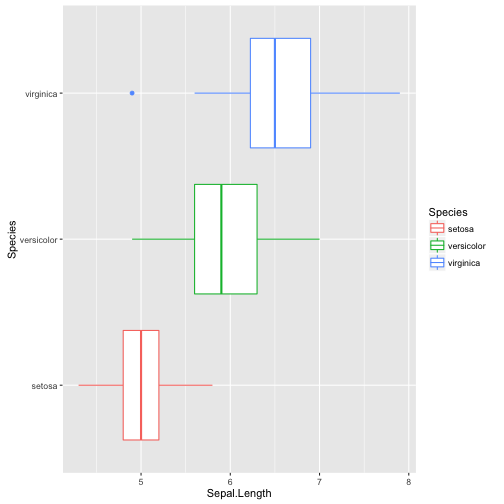 virginica
versicolor
setosa
Species
5 6 7 8
Sepal.Length
Species
setosa
versicolor
virginica